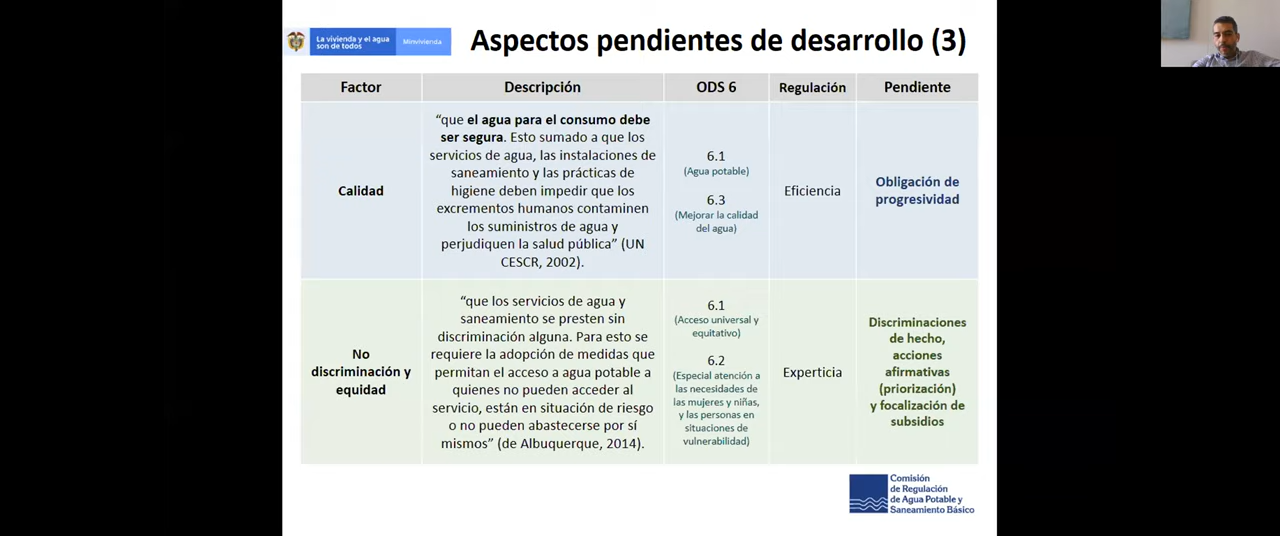 La vivienda y el agua
son de todos
Minvivienda
Aspectos pendientes de desarrollo (3)
Factor
Descripción
ODS 6
Regulación
Pendiente
Calidad
“que el agua para el consumo debe
ser segura. Esto sumado a que los
servicios de agua, las instalaciones de
saneamiento y las prácticas de
higiene deben impedir que los
excrementos humanos contaminen
los suministros de agua y
perjudiquen la salud pública” (UN
CESCR, 2002).
6.1
(Agua potable)
6.3
(Mejorar la calidad
del agua)
Eficiencia
Obligación de
progresividad
No
discriminación y
equidad
“que los servicios de agua y
saneamiento se presten sin
discriminación alguna. Para esto se
requiere la adopción de medidas que
permitan el acceso a agua potable a
quienes no pueden acceder al
servicio, están en situación de riesgo
o no pueden abastecerse por sí
mismos” (de Albuquerque, 2014).
6.1
(Acceso universal y
equitativo)
6.2
(Especial atención a
las necesidades de
las mujeres y niñas,
y las personas en
situaciones de
vulnerabilidad)
Experticia
Discriminaciones
de hecho,
acciones
afirmativas
(priorización)
y focalización de
subsidios
Comisión
de Regulación
de Agua Potable y
Saneamiento Básico